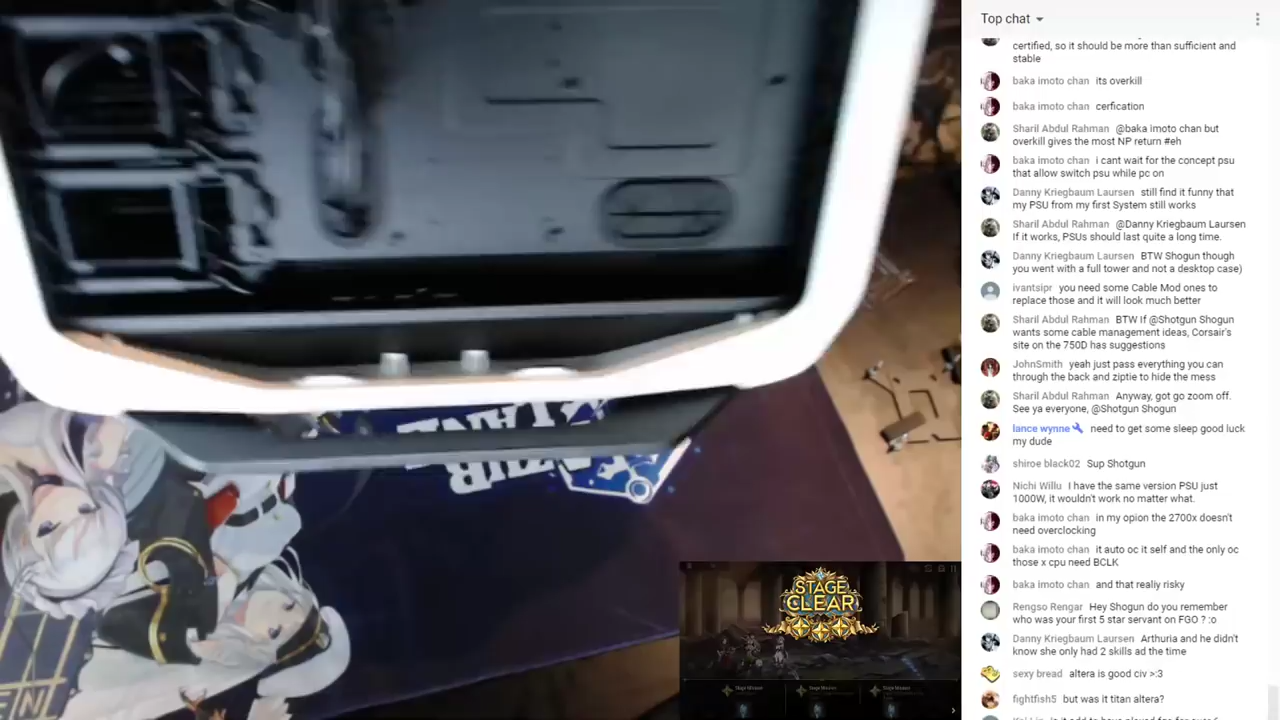 Top chat
certified, so it should be more than sufficient and
stable
baka imoto chan its overkill
baka imoto chan cerfication
Sharil Abdul Rahman @baka imoto chan but
overkill gives the most NP return #eh
baka imoto chan i cant wait for the concept psu
that allow switch psu while pc on
Danny Kriegbaum Laursen still find it funny that
my PSU from my first System still works
Sharil Abdul Rahman @Danny Kriegbaum Laursen
If it works, PSUs should last quite a long time.
Danny Kriegbaum Laursen BTW Shogun though
you went with a full tower and not a desktop case)
ivantsipr you need some Cable Mod ones to
replace those and it will look much better
Sharil Abdul Rahman BTW If @Shotgun Shogun
wants some cable management ideas, Corsair's
site on the 750D has suggestions
JohnSmith yeah just pass everything you can
through the back and ziptie to hide the mess
Sharil Abdul Rahman Anyway, got go zoom off.
See ya everyone, @Shotgun Shogun
lance wynne need to get some sleep good luck
my dude
shiroe black02 Sup Shotgun
Nichi Willu I have the same version PSU just
1000W, it wouldn't work no matter what.
baka imoto chan in my opion the 2700x doesn't
need overclocking
baka imoto chan it auto oc it self and the only oc
those x cpu need BCLK
baka imoto chan and that realiy risky
Rengso Rengar Hey Shogun do you remember
who was your first 5 star servant on FGO ? :o
Danny Kriegbaum Laursen Arthuria and he didn't
know she only had 2 skills ad the time
sexy bread altera is good civ >:3
fightfish5 but was it titan altera?
AZUR
LANE
STAGE
CLEAR
Stage Mission
Stage Mission
Stage Mission